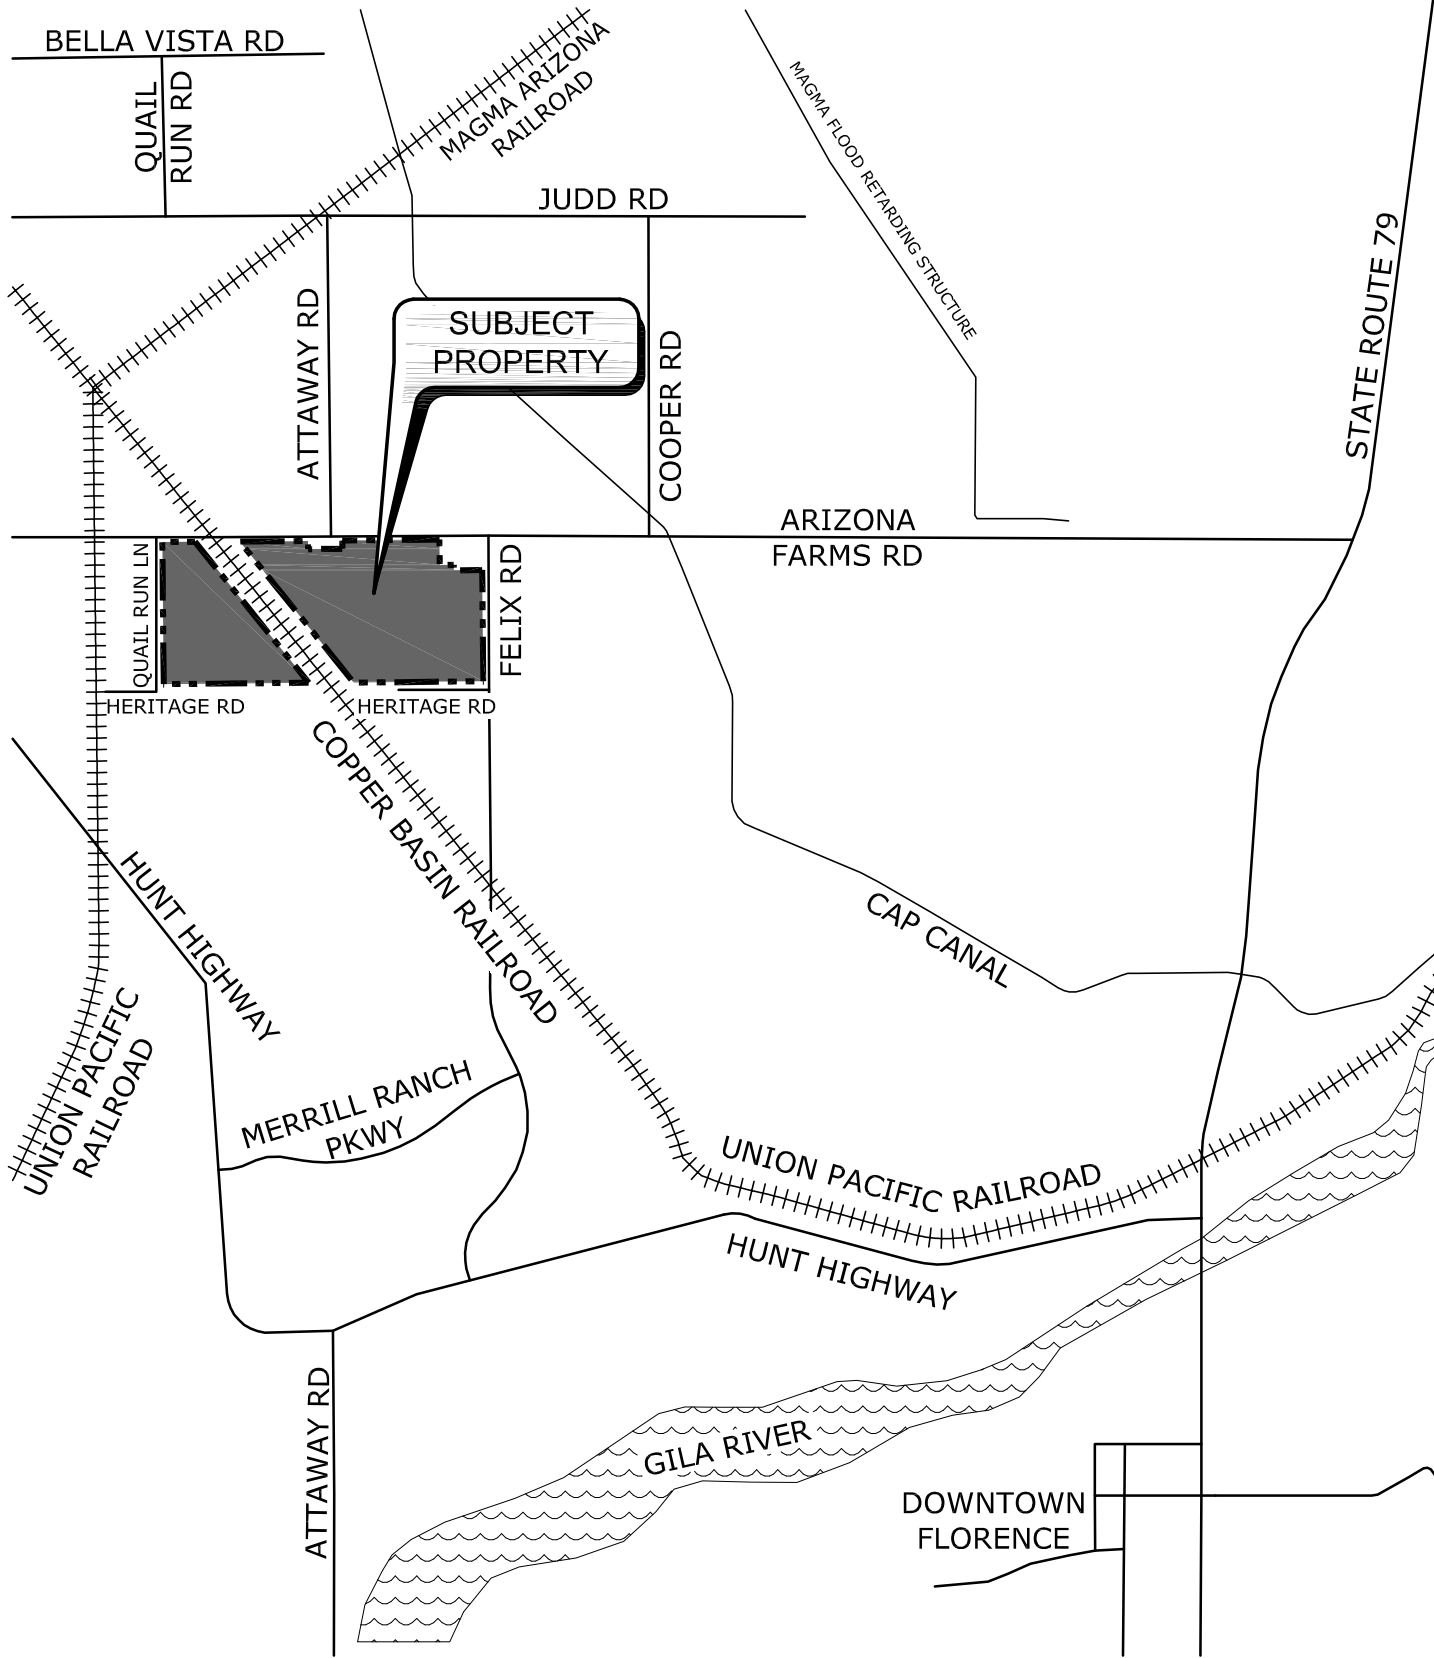 BELLA VISTA RD
QUAIL
RUN RD
MAGMA ARIZONA
RAILROAD
MAGMA FLOOD RETARDING STRUCTURE
JUDD RD
STATE ROUTE 79
ATTAWAY RD
SUBJECT
PROPERTY
COOPER RD
ARIZONA
FARMS RD
QUAIL RUN LN
FELIX RD
HERITAGE RD
HERITAGE RD
COPPER BASIN RAILROAD
HUNT HIGHWAY
CAP CANAL
UNION PACIFIC
RAILROAD
MERRILL RANCH
PKWY
UNION PACIFIC RAILROAD
HUNT HIGHWAY
ATTAWAY RD
GILA RIVER
DOWNTOWN
FLORENCE